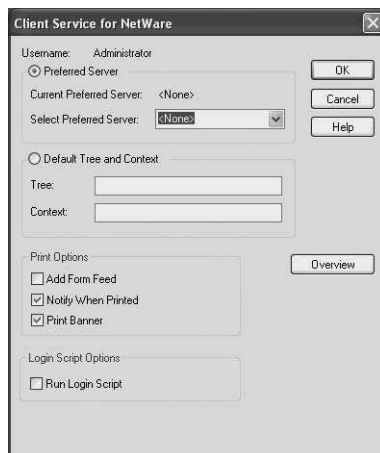 Client Service for NetWare
Username: Administrator
Preferred Server
OK
Current Preferred Server: <None>
Cancel
Select Preferred Server: <None>
Help
Default Tree and Context
Tree:
Context:
Print Options
Overview
Add Form Feed
Notify When Printed
Print Banner
Login Script Options
Run Login Script